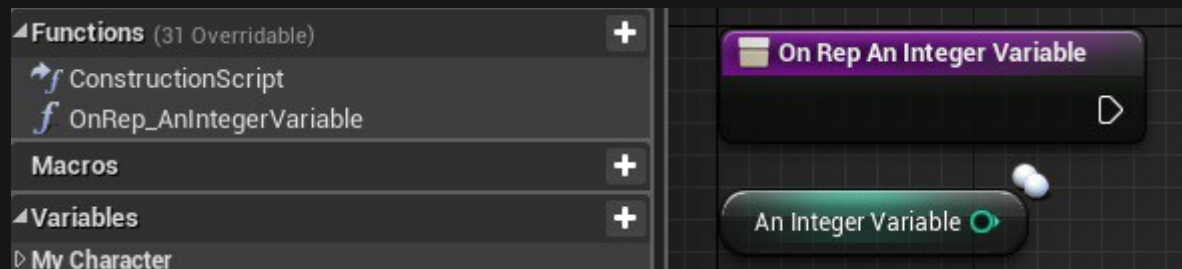 Functions (31 Overridable)
ConstructionScript
OnRep_AnIntegerVariable
Macros
Variables
My Character
On Rep An Integer Variable
An Integer Variable